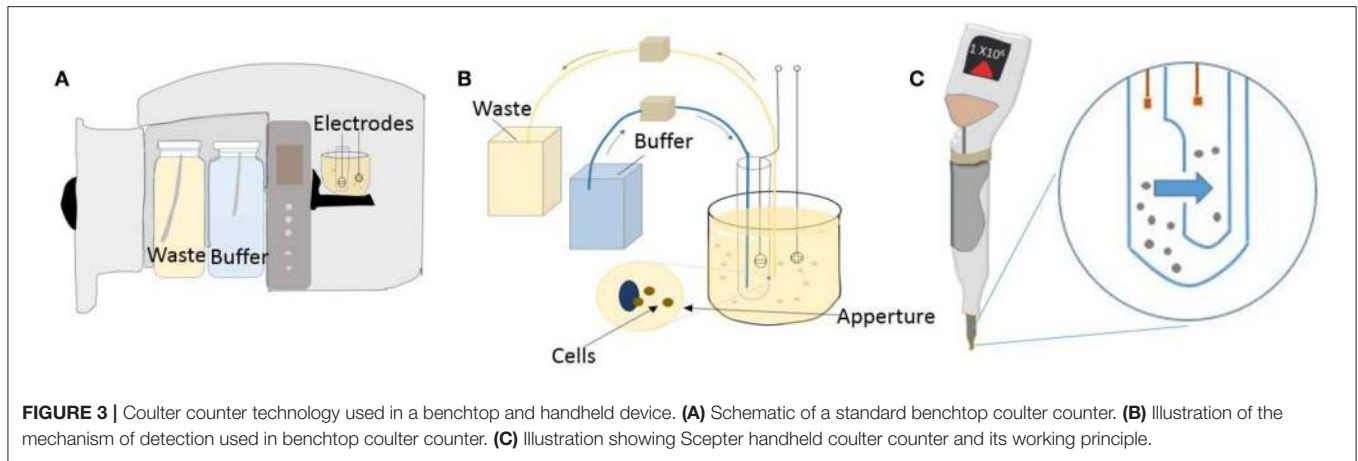 A
Electrodes
Waste
Buffer
B
Waste
Buffer
Apperture
Cells
C
1 X10⁶
FIGURE 3 | Coulter counter technology used in a benchtop and handheld device. (A) Schematic of a standard benchtop coulter counter. (B) Illustration of the
mechanism of detection used in benchtop coulter counter. (C) Illustration showing Scepter handheld coulter counter and its working principle.